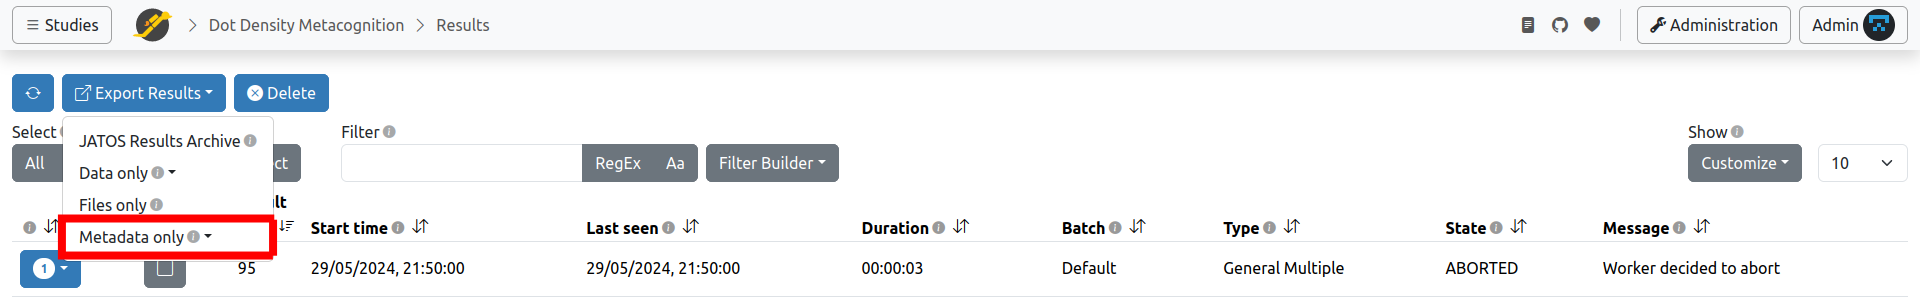 Studies > Dot Density Metacognition > Results Administration Admin
Export Results Delete
Select Filter Show
JATOS Results Archive
All RegEx Aa Filter Builder Customize 10
Data only
Files only
Start time Last seen Duration Batch Type State Message
Metadata only
1 95 29/05/2024, 21:50:00 29/05/2024, 21:50:00 00:00:03 Default General Multiple ABORTED Worker decided to abort